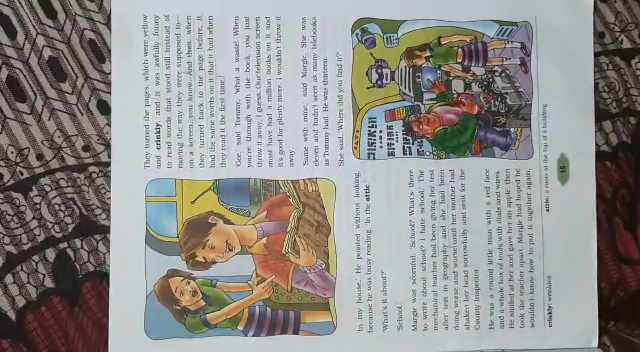 They turned the pages, which were yellow
and crinkly, and it was awfully funny
to read words that stood still instead of
moving the way they were supposed to—
on a screen, you know. And then, when
they turned back to the page before, it
had the same words on it that it had when
they read it the first time.
'Gee,' said Tommy, 'what a waste! When
you're through with the book, you just
throw it away, I guess. Our television screen
must have had a million books on it and
it's good for plenty more. I wouldn't throw it
away.'
'Same with mine,' said Margie. She was
eleven and hadn't seen as many telebooks
as Tommy had. He was thirteen.
She said, 'Where did you find it?'
'In my house.' He pointed without looking,
because he was busy reading. 'In the attic.'
'What's it about?'
'School.'
Margie was scornful. 'School? What's there
to write about school? I hate school.' The
mechanical teacher had been giving her test
after test in geography and she had been
doing worse and worse until her mother had
shaken her head sorrowfully and sent for the
County Inspector.
He was a round little man with a red face
and a whole box of tools with dials and wires.
He smiled at her and gave her an apple, then
took the teacher apart. Margie had hoped he
wouldn't know how to put it together again.
crinkly: wrinkled
attic: a room at the top of a building
15